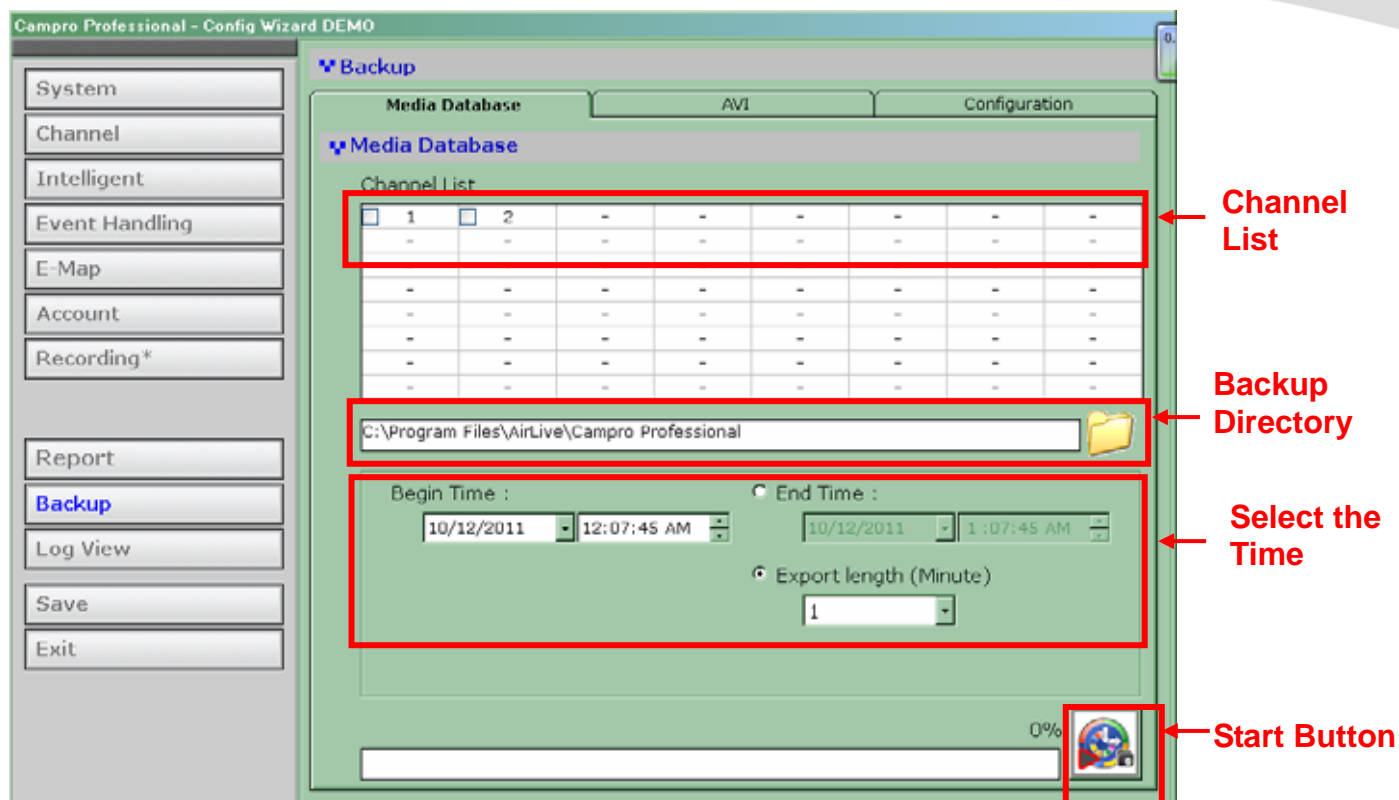 Campro Professional - Config Wizard DEMO
0.
System
Channel
Intelligent
Event Handling
E-Map
Account
Recording*
Report
Backup
Log View
Save
Exit
Backup
Media Database
AVI
Configuration
Media Database
Channel List
1 2 - - - - - -
- - - - - - - -
- - - - - - - -
- - - - - - - -
- - - - - - - -
- - - - - - - -
- - - - - - - -
C:\Program Files\AirLive\Campro Professional
Begin Time :
End Time :
10/12/2011 12:07:45 AM
10/12/2011 1 :07:45 AM
Export length (Minute)
1
0%
Channel
List
Backup
Directory
Select the
Time
Start Button